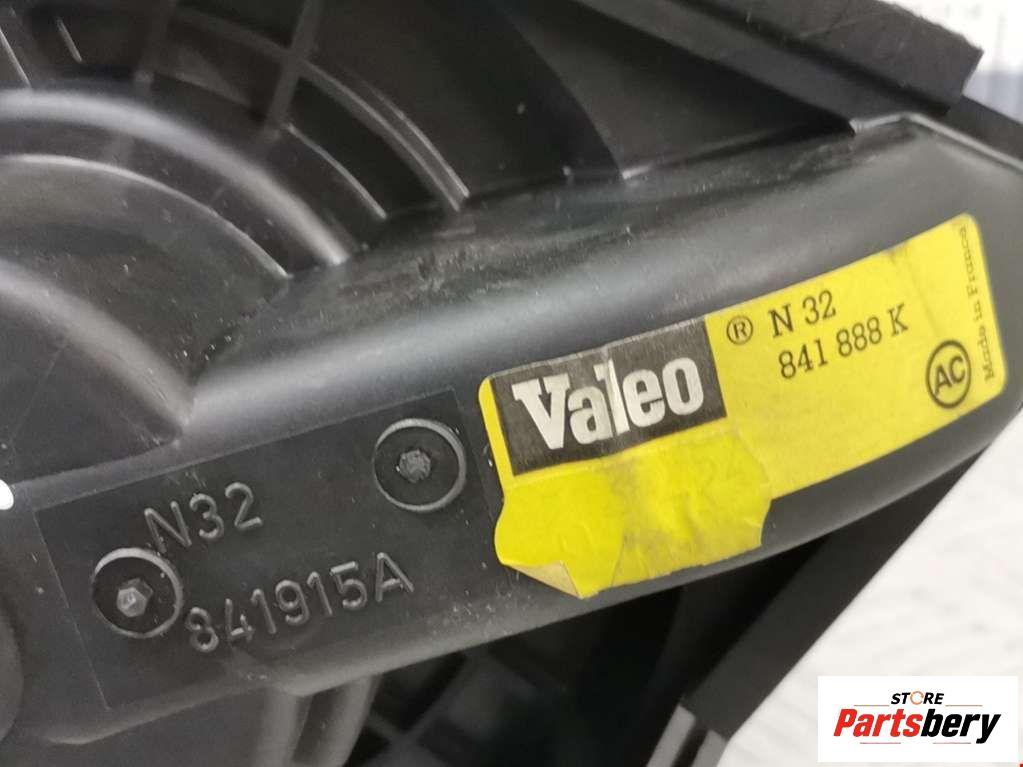 Valeo
® N 32
841 888 K
AC
Made in France
N32
841915A
STORE
Partsbery